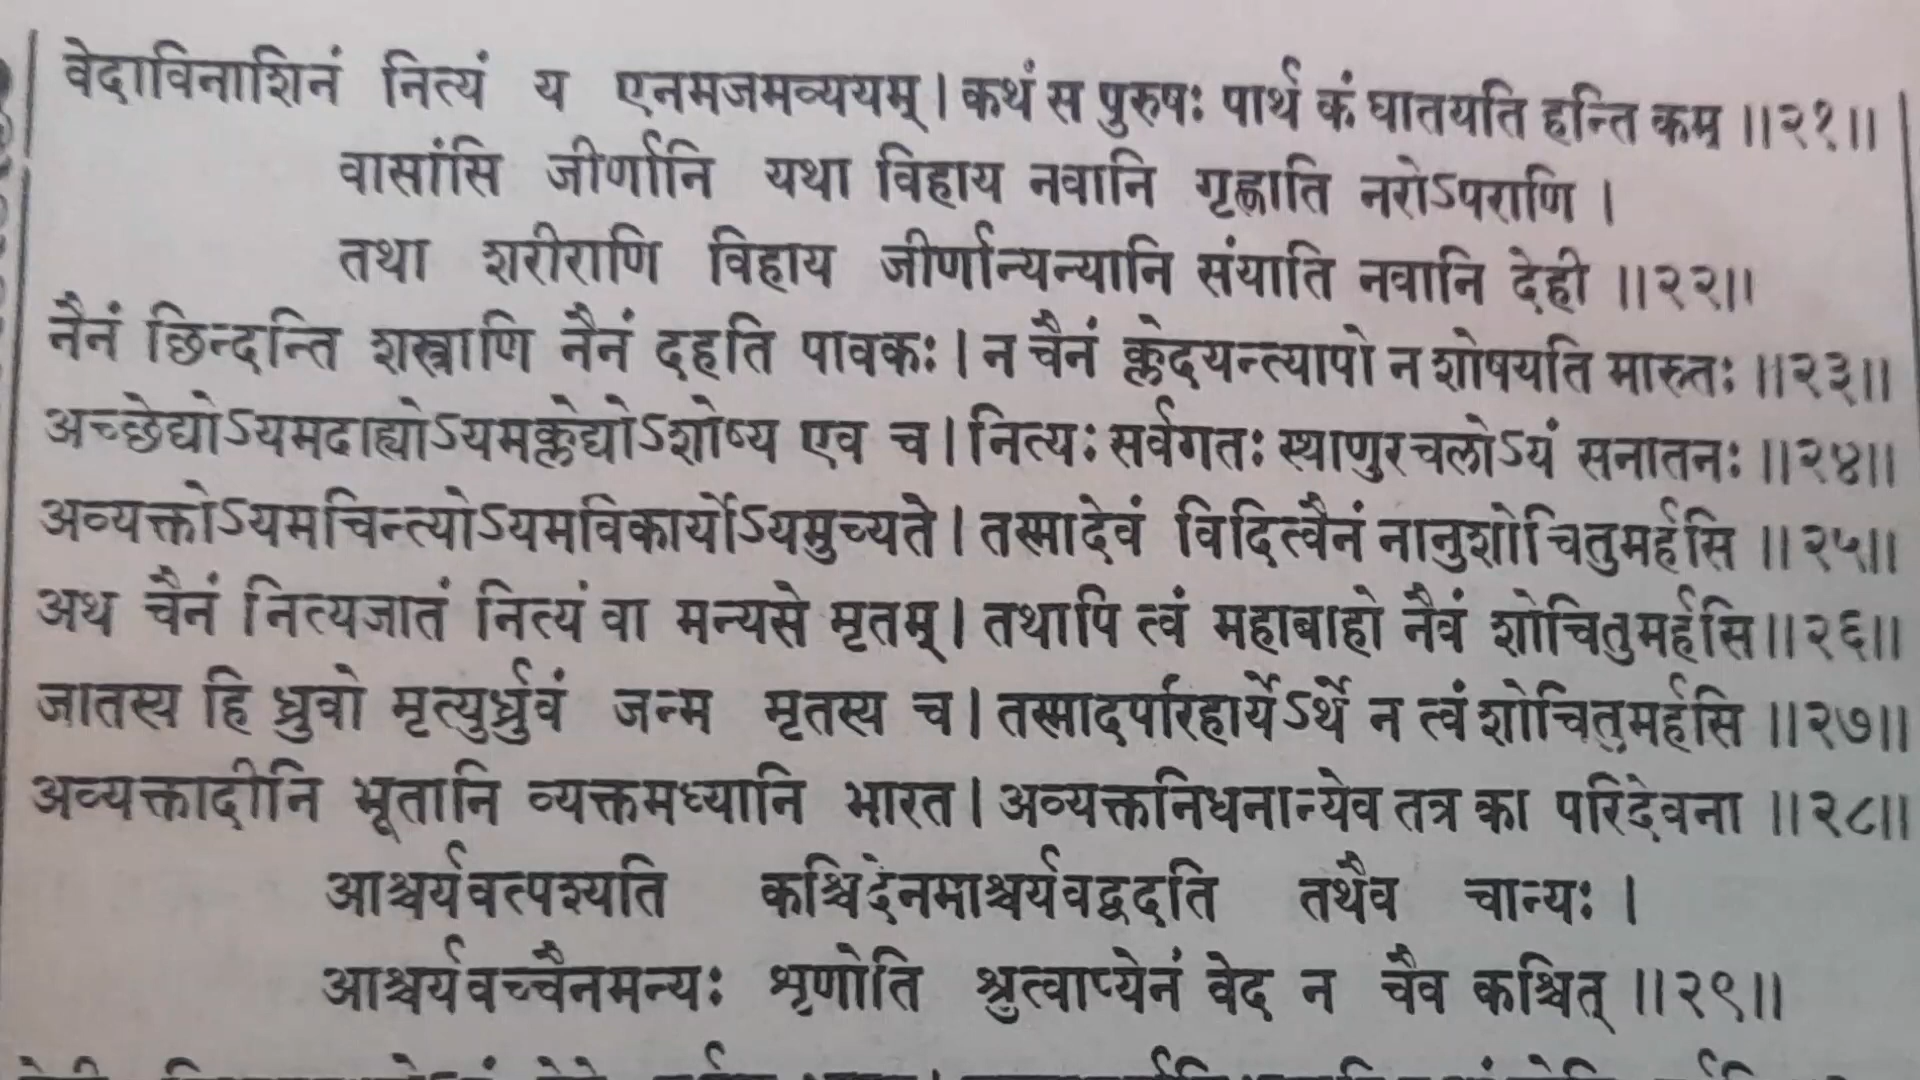 वेदाविनाशिनं नित्यं य एनमजमव्ययम् । कथं स पुरुषः पार्थ कं घातयति हन्ति कम् ॥२१॥
वासांसि जीर्णानि यथा विहाय नवानि गृह्णाति नरोऽपराणि ।
तथा शरीराणि विहाय जीर्णान्यन्यानि संयाति नवानि देही ॥२२॥
नैनं छिन्दन्ति शस्त्राणि नैनं दहति पावकः । न चैनं क्लेदयन्त्यापो न शोषयति मारुतः ॥२३॥
अच्छेद्योऽयमदाह्योऽयमक्लेद्योऽशोष्य एव च । नित्यः सर्वगतः स्थाणुरचलोऽयं सनातनः ॥२४॥
अव्यक्तोऽयमचिन्त्योऽयमविकार्योऽयमुच्यते । तस्मादेवं विदित्वैनं नानुशोचितुमर्हसि ॥२५॥
अथ चैनं नित्यजातं नित्यं वा मन्यसे मृतम् । तथापि त्वं महाबाहो नैवं शोचितुमर्हसि ॥२६॥
जातस्य हि ध्रुवो मृत्युर्ध्रुवं जन्म मृतस्य च । तस्मादपरिहार्येऽर्थे न त्वं शोचितुमर्हसि ॥२७॥
अव्यक्तादीनि भूतानि व्यक्तमध्यानि भारत । अव्यक्तनिधनान्येव तत्र का परिदेवना ॥२८॥
आश्चर्यवत्पश्यति कश्चिदेनमाश्चर्यवद्वदति तथैव चान्यः ।
आश्चर्यवच्चैनमन्यः शृणोति श्रुत्वाप्येनं वेद न चैव कश्चित् ॥२९॥